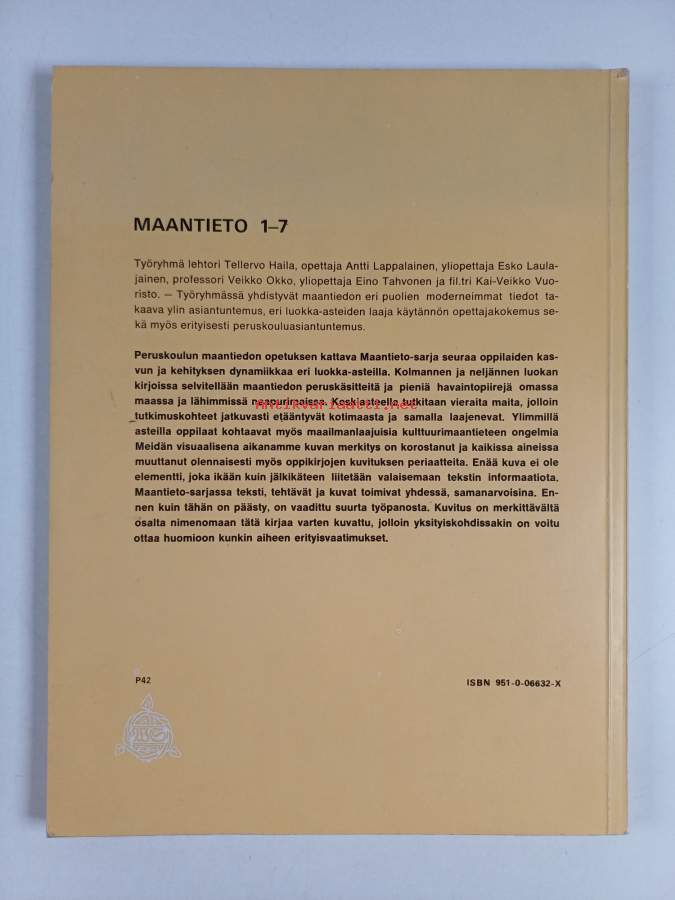 MAANTIETO 1–7
Työryhmä lehtori Tellervo Haila, opettaja Antti Lappalainen, yliopettaja Esko Laula-
jainen, professori Veikko Okko, yliopettaja Eino Tahvonen ja fil.tri Kai-Veikko Vuo-
risto. — Työryhmässä yhdistyvät maantiedon eri puolien moderneimmat tiedot ta-
kaava ylin asiantuntemus, eri luokka-asteiden laaja käytännön opettajakokemus se-
kä myös erityisesti peruskouluasiantuntemus.
Peruskoulun maantiedon opetuksen kattava Maantieto-sarja seuraa oppilaiden kas-
vun ja kehityksen dynamiikkaa eri luokka-asteilla. Kolmannen ja neljännen luokan
kirjoissa selvitellään maantiedon peruskäsitteitä ja pieniä havaintopiirejä omassa
maassa ja lähimmissä naapurimaissa. Keskiasteella tutkitaan vieraita maita, jolloin
Antikvariaatti.net
tutkimuskohteet jatkuvasti etääntyvät kotimaasta ja samalla laajenevat. Ylimmillä
asteilla oppilaat kohtaavat myös maailmanlaajuisia kulttuurimaantieteen ongelmia
Meidän visuaalisena aikanamme kuvan merkitys on korostanut ja kaikissa aineissa
muuttanut olennaisesti myös oppikirjojen kuvituksen periaatteita. Enää kuva ei ole
elementti, joka ikään kuin jälkikäteen liitetään valaisemaan tekstin informaatiota.
Maantieto-sarjassa teksti, tehtävät ja kuvat toimivat yhdessä, samanarvoisina. En-
nen kuin tähän on päästy, on vaadittu suurta työpanosta. Kuvitus on merkittävältä
osalta nimenomaan tätä kirjaa varten kuvattu, jolloin yksityiskohdissakin on voitu
ottaa huomioon kunkin aiheen erityisvaatimukset.
P42
ISBN 951-0-06632-X